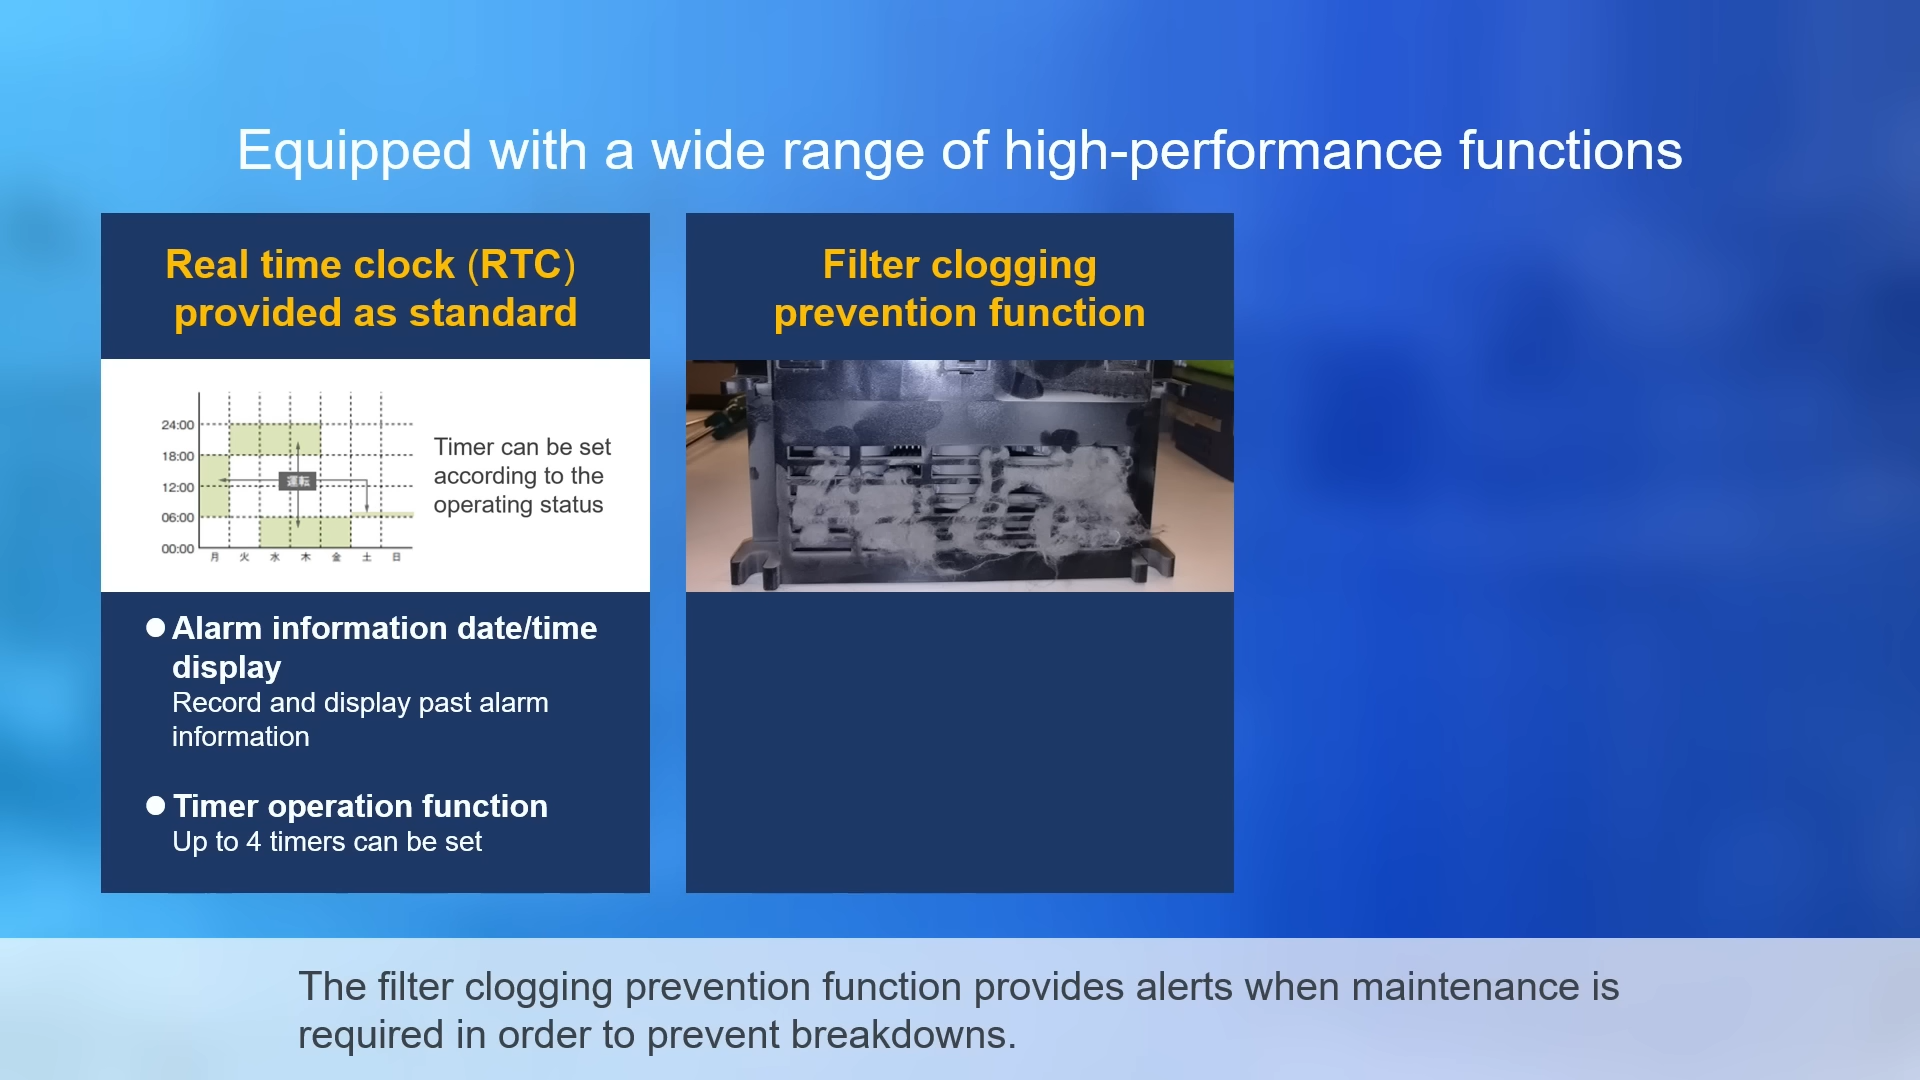 Equipped with a wide range of high-performance functions
Real time clock (RTC)
provided as standard
24:00
18:00
12:00
06:00
00:00
運転
月 火 水 木 金 土 日
Timer can be set
according to the
operating status
● Alarm information date/time
display
Record and display past alarm
information
● Timer operation function
Up to 4 timers can be set
Filter clogging
prevention function
The filter clogging prevention function provides alerts when maintenance is
required in order to prevent breakdowns.